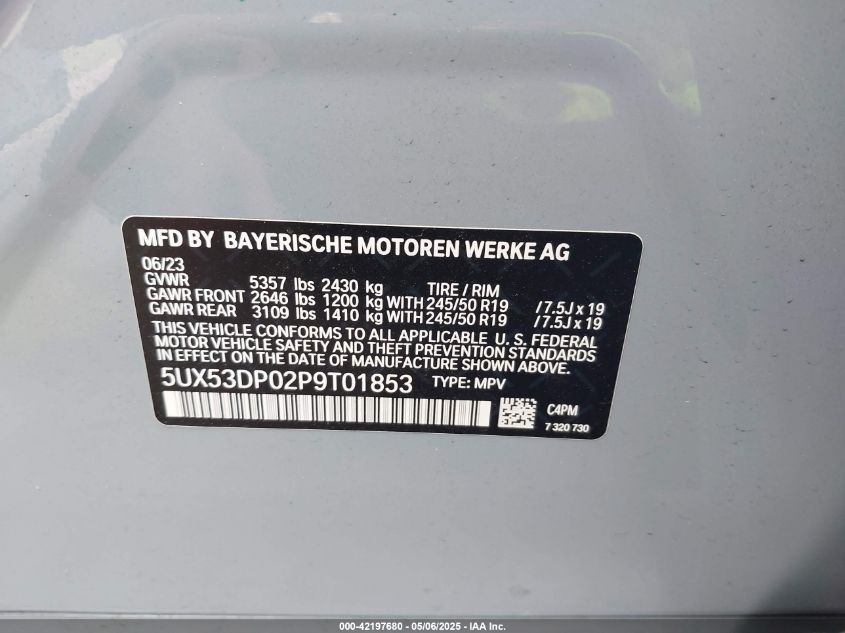 MFD BY BAYERISCHE MOTOREN WERKE AG
06/23
GVWR 5357 lbs 2430 kg TIRE / RIM
GAWR FRONT 2646 lbs 1200 kg WITH 245/50 R19 / 7.5J x 19
GAWR REAR 3109 lbs 1410 kg WITH 245/50 R19 / 7.5J x 19
THIS VEHICLE CONFORMS TO ALL APPLICABLE U. S. FEDERAL
MOTOR VEHICLE SAFETY AND THEFT PREVENTION STANDARDS
IN EFFECT ON THE DATE OF MANUFACTURE SHOWN ABOVE.
5UX53DP02P9T01853 TYPE: MPV
C4PM
7 320 730
000-42197680 - 05/06/2025 - IAA Inc.